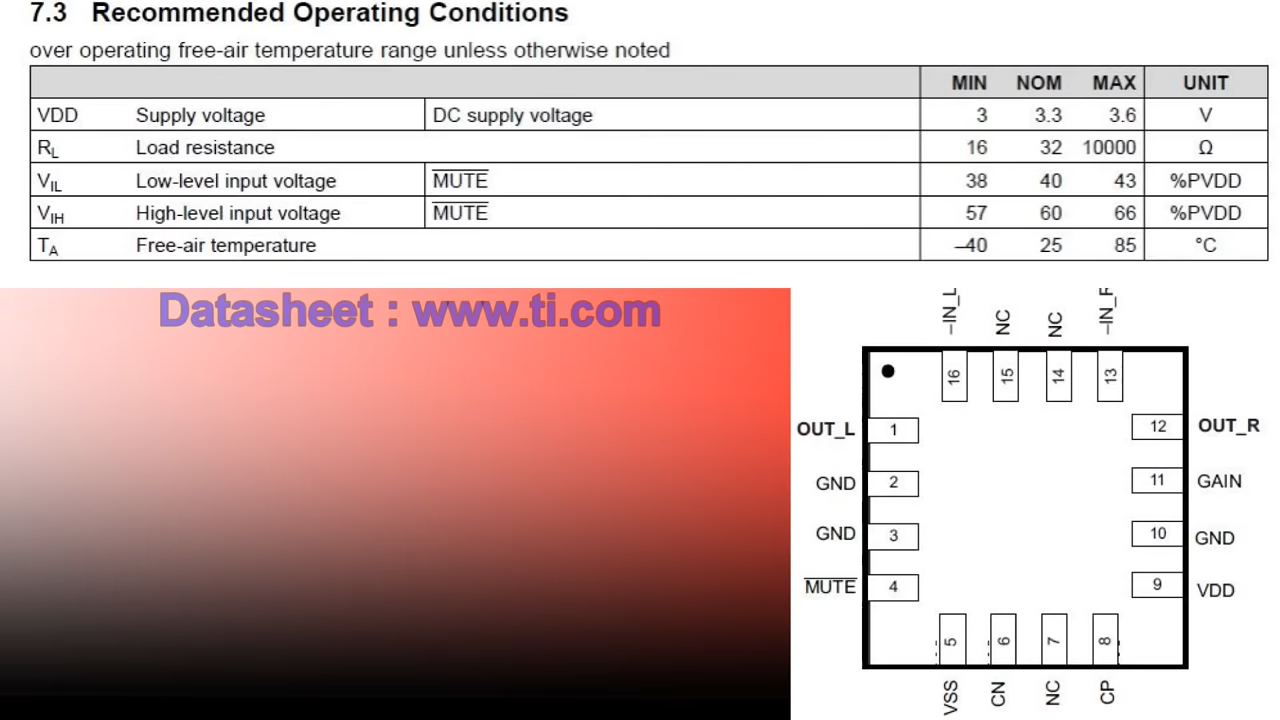 7.3 Recommended Operating Conditions
over operating free-air temperature range unless otherwise noted
MIN NOM MAX UNIT
VDD Supply voltage DC supply voltage 3 3.3 3.6 V
RL Load resistance 16 32 10000 Ω
VIL Low-level input voltage MUTE 38 40 43 %PVDD
VIH High-level input voltage MUTE 57 60 66 %PVDD
TA Free-air temperature –40 25 85 °C
Datasheet : www.ti.com
–IN_L NC NC –IN_R
16 15 14 13
OUT_L 1 12 OUT_R
GND 2 11 GAIN
GND 3 10 GND
MUTE 4 9 VDD
5 6 7 8
VSS CN NC CP